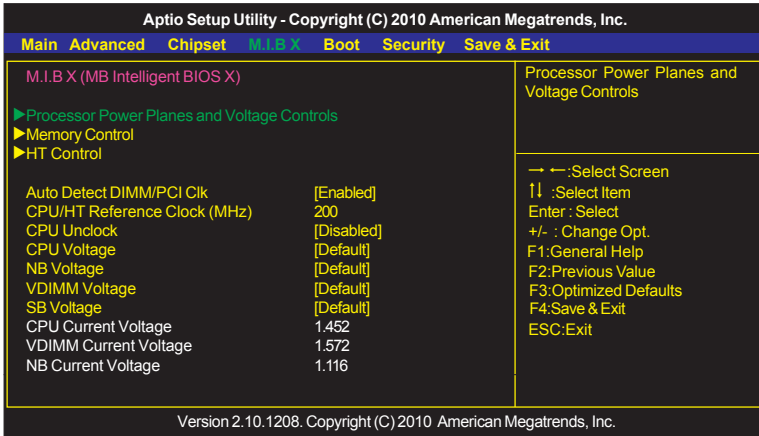 Aptio Setup Utility - Copyright (C) 2010 American Megatrends, Inc.
Main Advanced Chipset M.I.B X Boot Security Save & Exit
M.I.B X (MB Intelligent BIOS X)
►Processor Power Planes and Voltage Controls
►Memory Control
►HT Control
Auto Detect DIMM/PCI Clk [Enabled]
CPU/HT Reference Clock (MHz) 200
CPU Unclock [Disabled]
CPU Voltage [Default]
NB Voltage [Default]
VDIMM Voltage [Default]
SB Voltage [Default]
CPU Current Voltage 1.452
VDIMM Current Voltage 1.572
NB Current Voltage 1.116
Processor Power Planes and
Voltage Controls
→ ←:Select Screen
↑↓ :Select Item
Enter : Select
+/- : Change Opt.
F1:General Help
F2:Previous Value
F3:Optimized Defaults
F4:Save & Exit
ESC:Exit
Version 2.10.1208. Copyright (C) 2010 American Megatrends, Inc.